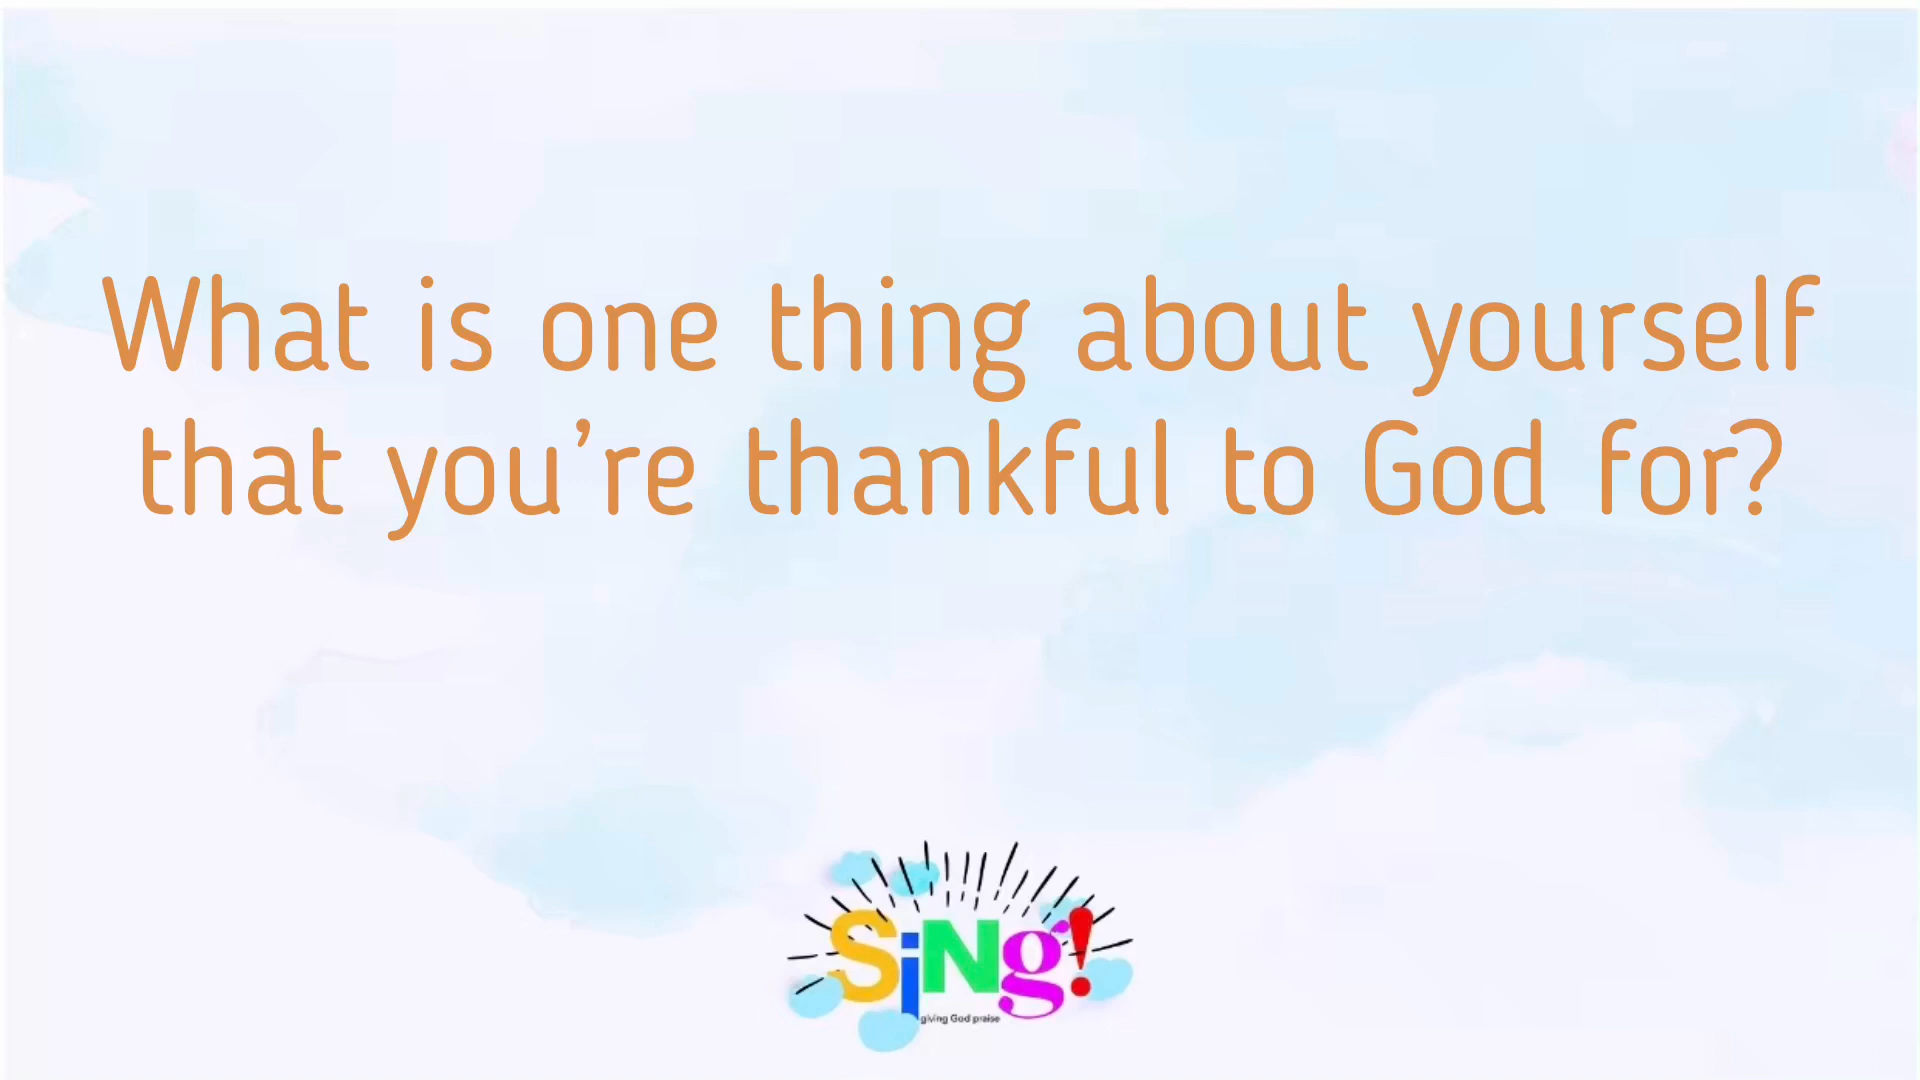 What is one thing about yourself
that you’re thankful to God for?
SiNg!
giving God praise